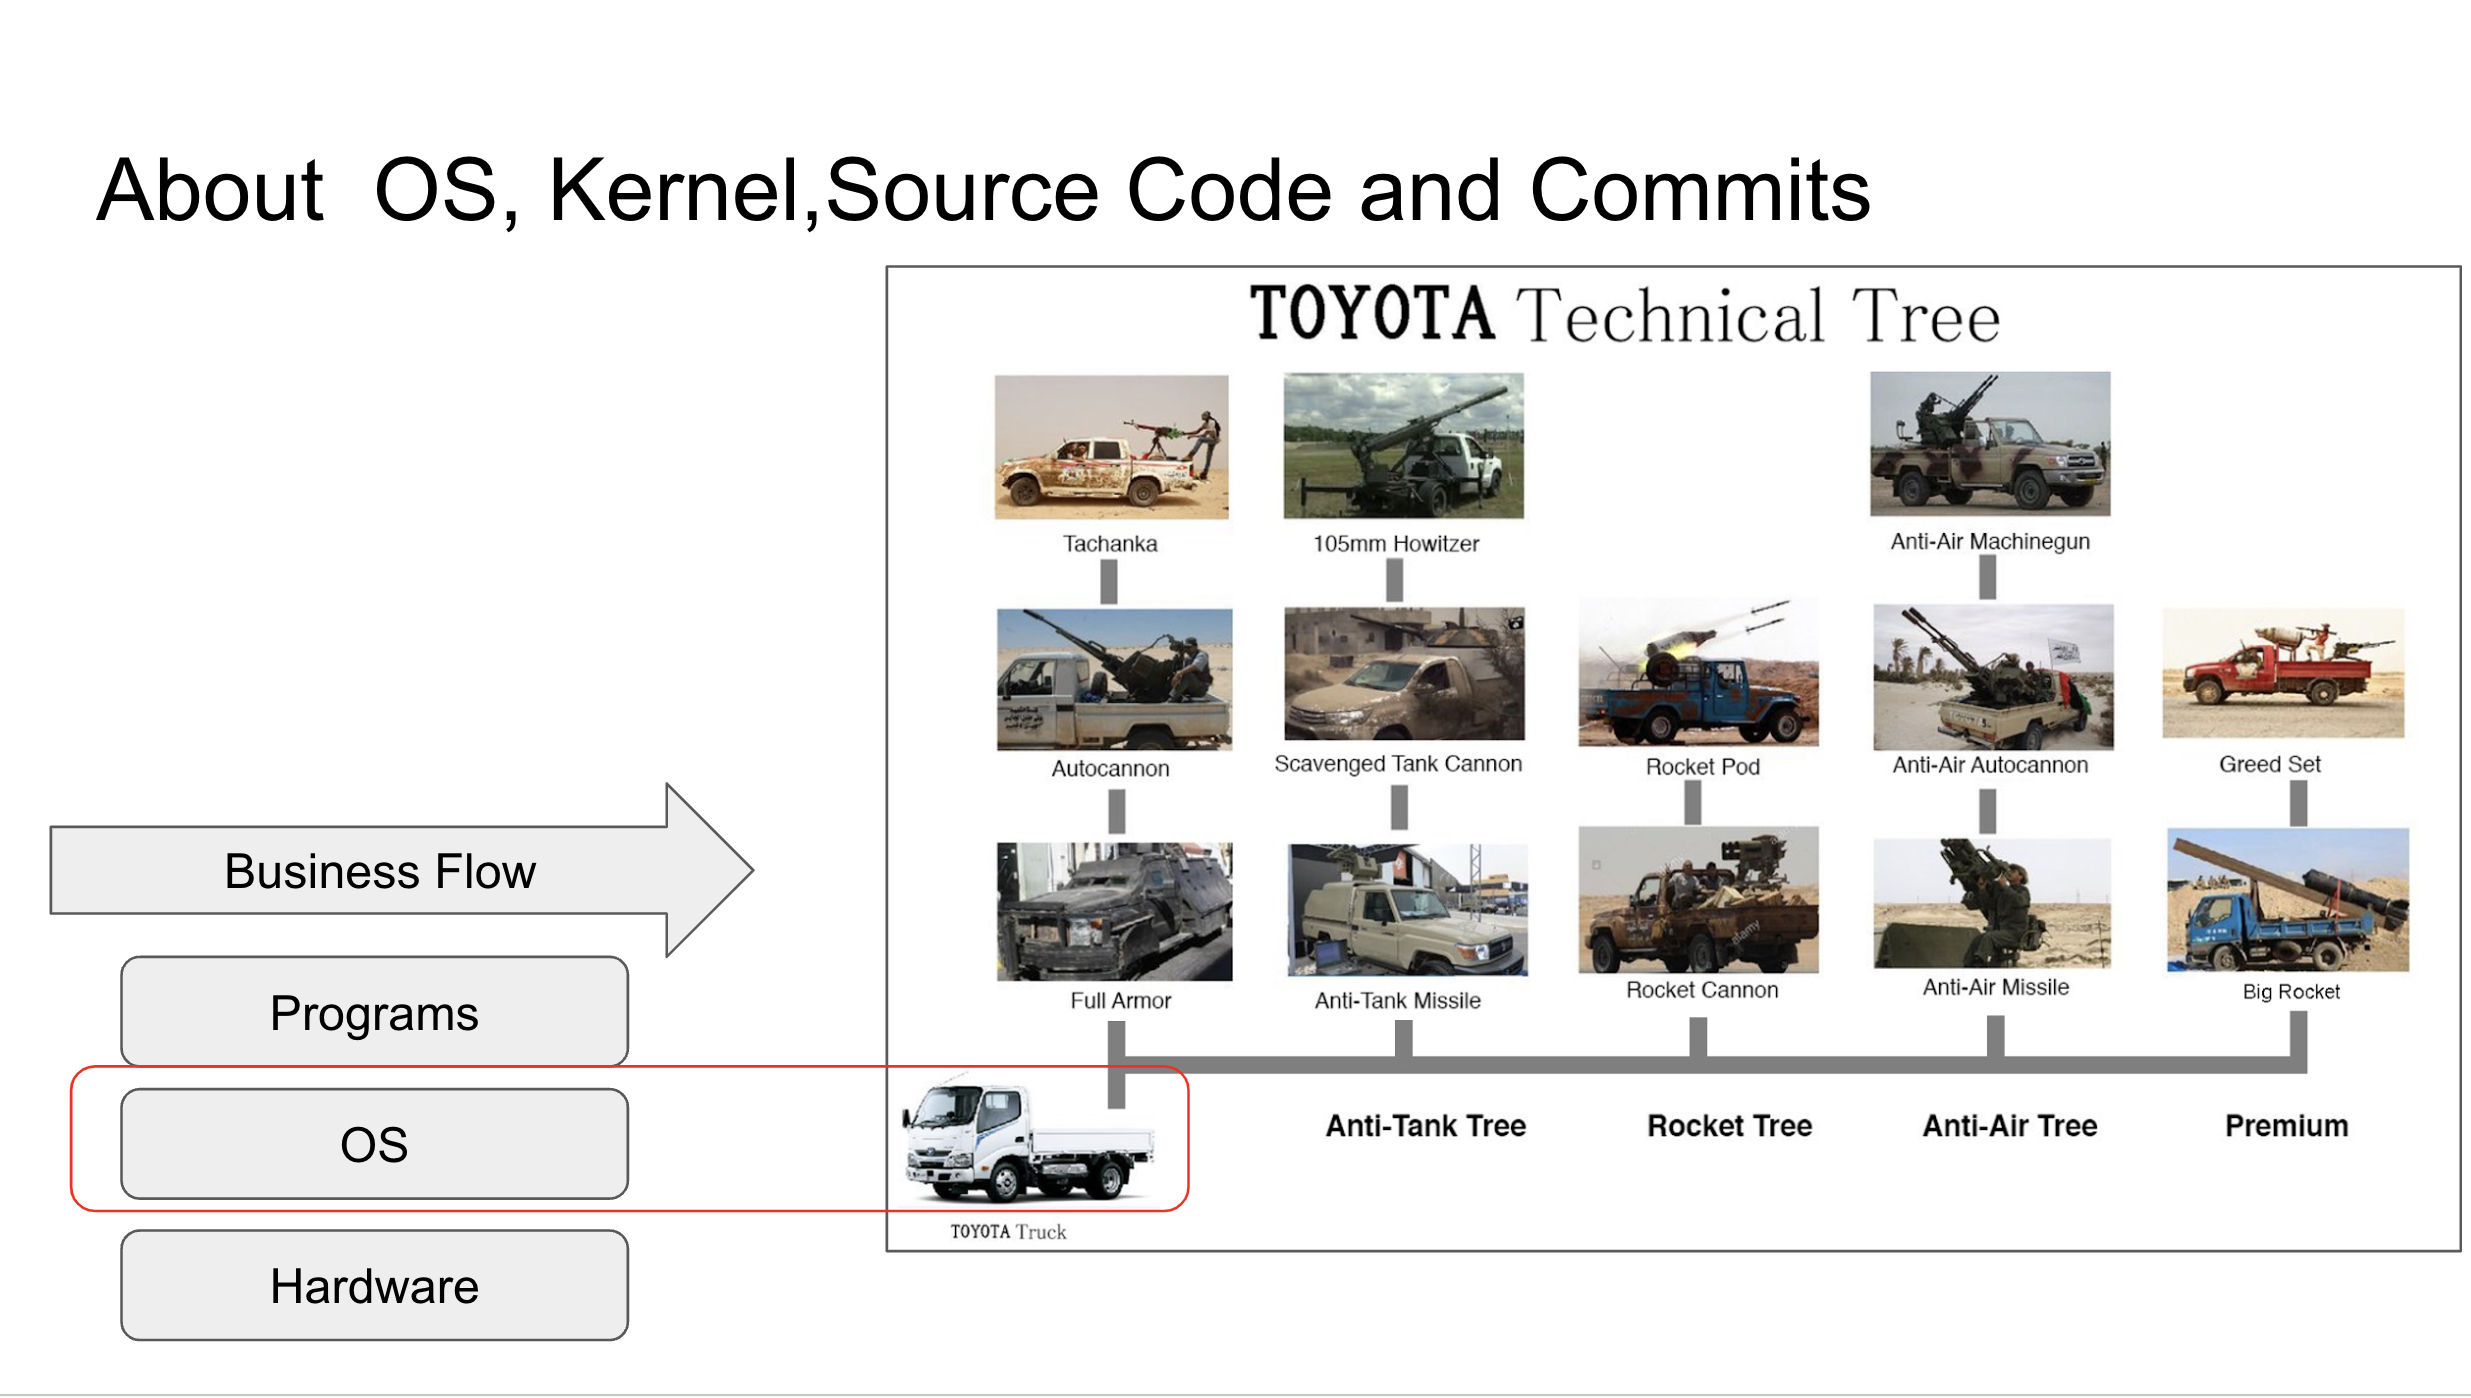 About  OS, Kernel,Source Code and Commits
TOYOTA Technical Tree
Tachanka
105mm Howitzer
Anti-Air Machinegun
Autocannon
Scavenged Tank Cannon
Rocket Pod
Anti-Air Autocannon
Greed Set
Full Armor
Anti-Tank Missile
Rocket Cannon
Anti-Air Missile
Big Rocket
Anti-Tank Tree
Rocket Tree
Anti-Air Tree
Premium
TOYOTA Truck
Business Flow
Programs
OS
Hardware
alamy